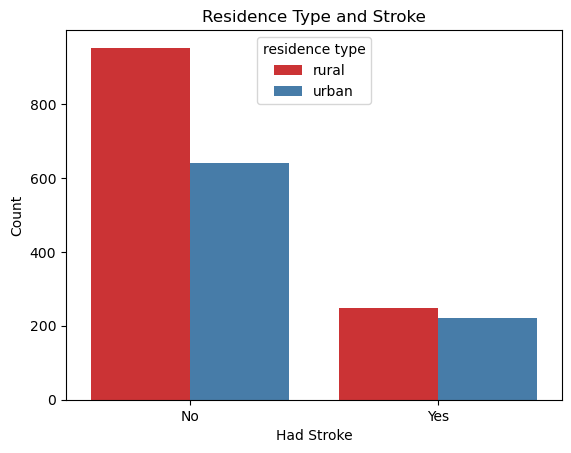 Residence Type and Stroke
residence type
rural
urban
Count
800
600
400
200
0
No
Yes
Had Stroke